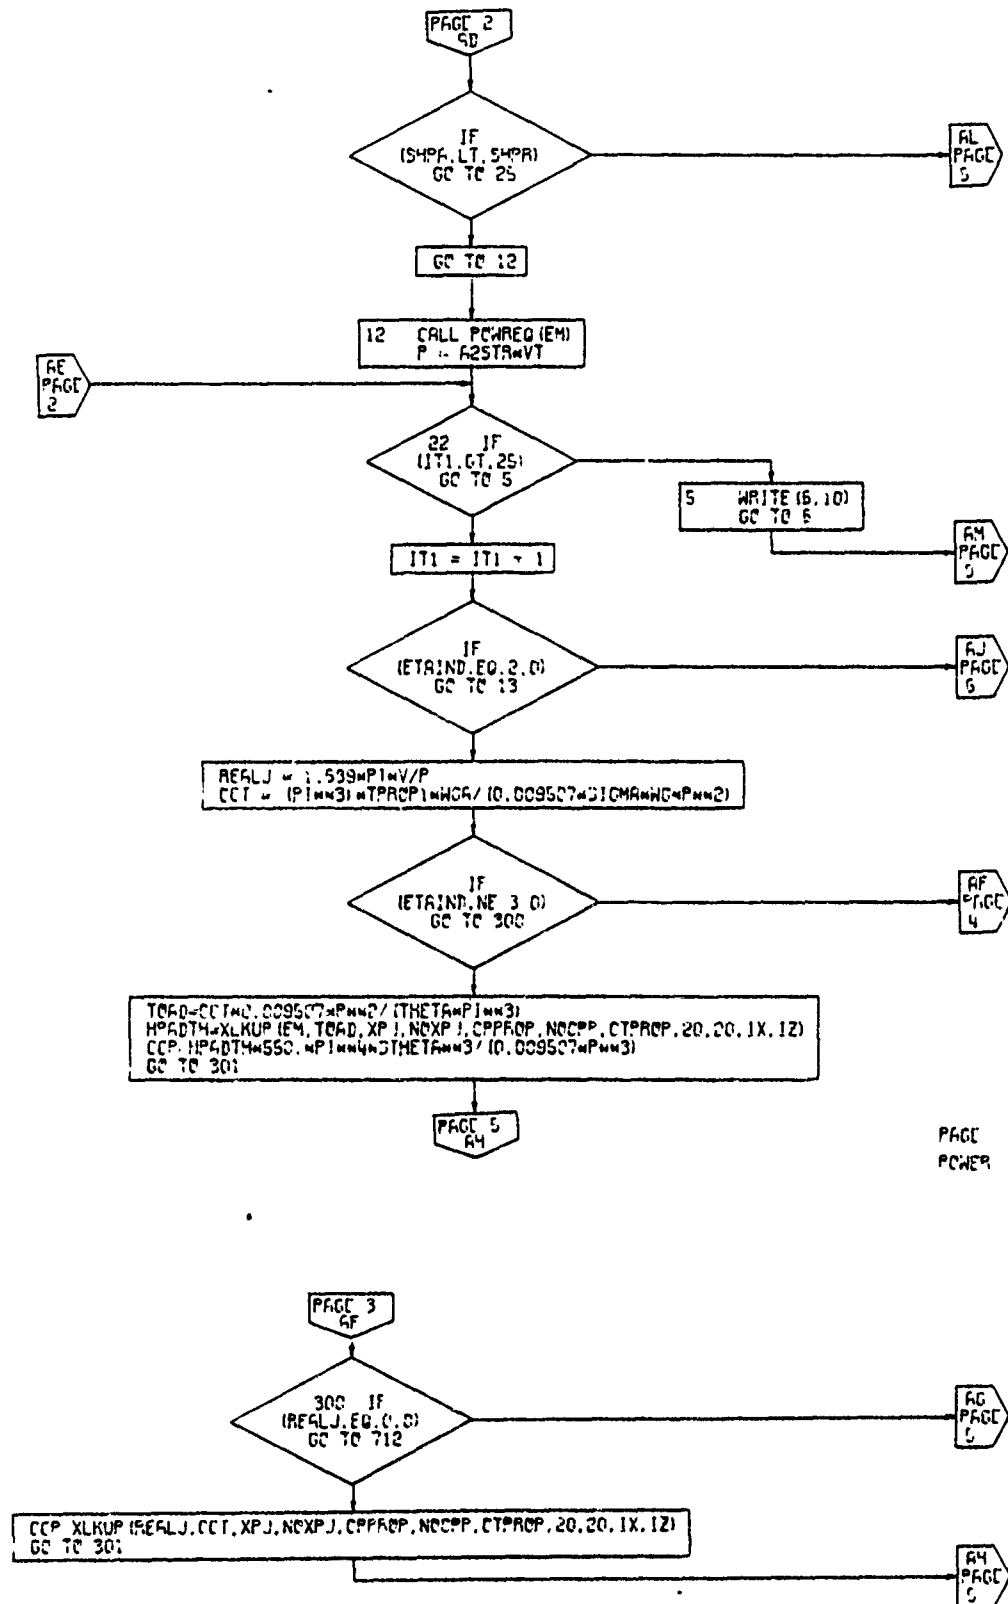 PAGE 2
IF
(SHPA.LT.SHPR)
GO TO 25
AL
PAGE
5
GO TO 12
12 CALL POWREQ(EM)
P = A2STR*VT
AE
PAGE
2
22 IF
(IT1.GT.25)
GO TO 5
5 WRITE(6,10)
GO TO 6
AM
PAGE
IT1 = IT1 + 1
IF
(ETAIND.EQ.2.0)
GO TO 13
AJ
PAGE
6
REALJ = 1.539*PI*V/P
CCT = (PI**3)*TPROP1*WGA/(0.009507*SIGMA*WG*P**2)
IF
(ETAIND.NE.3.0)
GO TO 300
AF
PAGE
4
TOAD=CCT*0.009507*P**2/(THETA*PI**3)
HPADTH=XLKUP(EM,TOAD,XPJ,NOXPJ,CPPROP,NOCPP,CTPROP,20,20,IX,IZ)
CCP=HPADTH*550.*PI**4*STHETA**3/(0.009507*P**3)
GO TO 301
PAGE 5
AH
PAGE
POWER
PAGE 3
AF
300 IF
(REALJ.EQ.0.0)
GO TO 712
AG
PAGE
5
CCP XLKUP(REALJ,CCT,XPJ,NOXPJ,CPPROP,NOCPP,CTPROP,20,20,IX,IZ)
GO TO 301
AH
PAGE
5